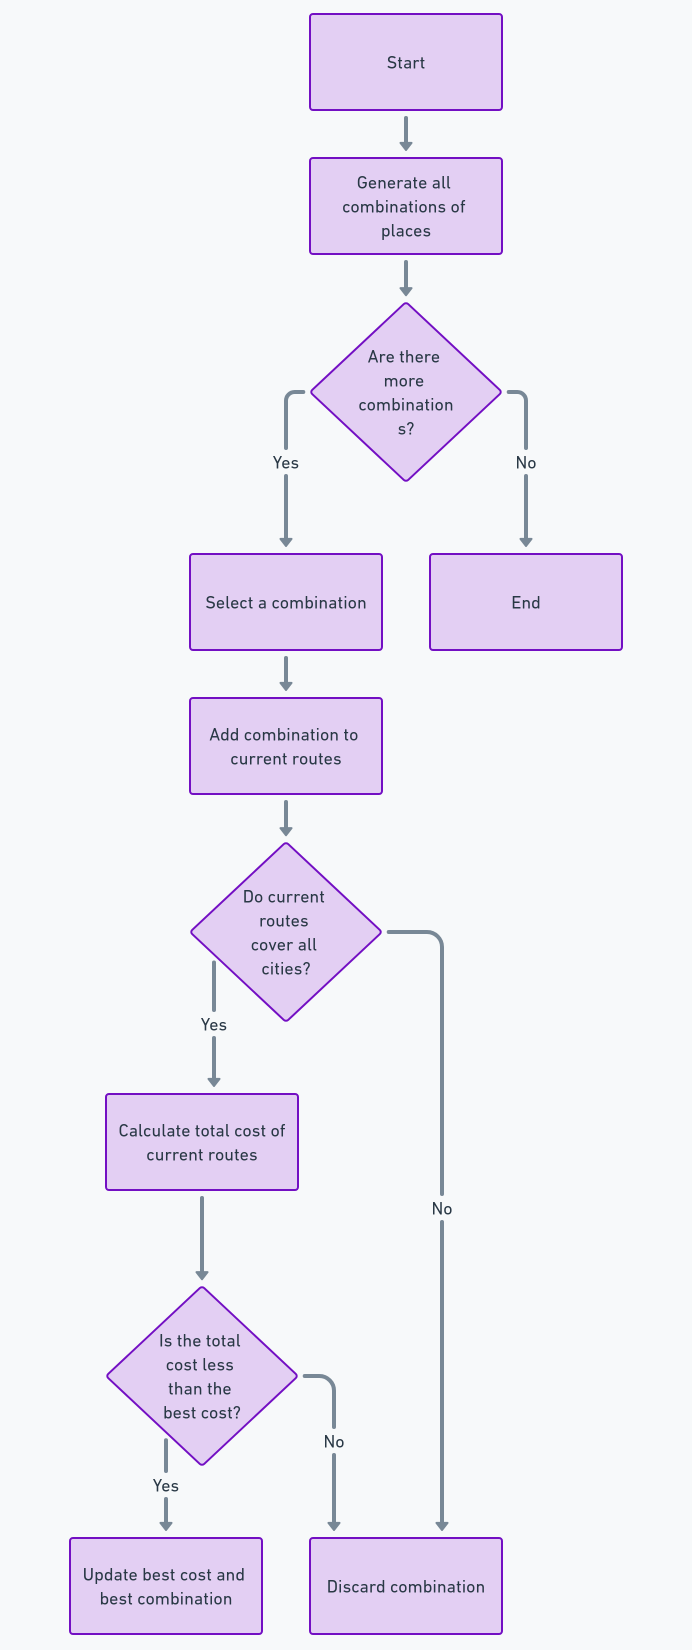 Start
Generate all
combinations of
places
Are there
more
combination
s?
Yes
No
Select a combination
End
Add combination to
current routes
Do current
routes
cover all
cities?
Yes
Calculate total cost of
current routes
No
Is the total
cost less
than the
best cost?
No
Yes
Update best cost and
best combination
Discard combination